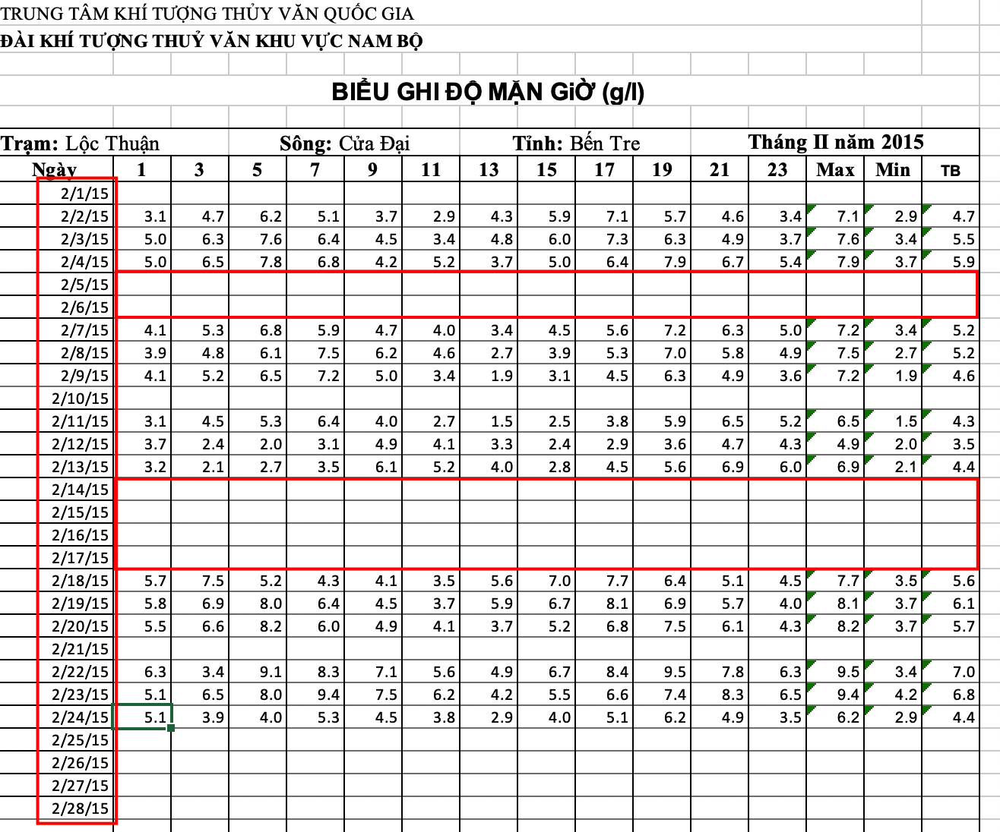 TRUNG TÂM KHÍ TƯỢNG THỦY VĂN QUỐC GIA
ĐÀI KHÍ TƯỢNG THUỶ VĂN KHU VỰC NAM BỘ
BIỂU GHI ĐỘ MẶN GIỜ (g/l)
Trạm: Lộc Thuận Sông: Cửa Đại Tỉnh: Bến Tre Tháng II năm 2015
Ngày 1 3 5 7 9 11 13 15 17 19 21 23 Max Min TB
2/1/15
2/2/15 3.1 4.7 6.2 5.1 3.7 2.9 4.3 5.9 7.1 5.7 4.6 3.4 7.1 2.9 4.7
2/3/15 5.0 6.3 7.6 6.4 4.5 3.4 4.8 6.0 7.3 6.3 4.9 3.7 7.6 3.4 5.5
2/4/15 5.0 6.5 7.8 6.8 4.2 5.2 3.7 5.0 6.4 7.9 6.7 5.4 7.9 3.7 5.9
2/5/15
2/6/15
2/7/15 4.1 5.3 6.8 5.9 4.7 4.0 3.4 4.5 5.6 7.2 6.3 5.0 7.2 3.4 5.2
2/8/15 3.9 4.8 6.1 7.5 6.2 4.6 2.7 3.9 5.3 7.0 5.8 4.9 7.5 2.7 5.2
2/9/15 4.1 5.2 6.5 7.2 5.0 3.4 1.9 3.1 4.5 6.3 4.9 3.6 7.2 1.9 4.6
2/10/15
2/11/15 3.1 4.5 5.3 6.4 4.0 2.7 1.5 2.5 3.8 5.9 6.5 5.2 6.5 1.5 4.3
2/12/15 3.7 2.4 2.0 3.1 4.9 4.1 3.3 2.4 2.9 3.6 4.7 4.3 4.9 2.0 3.5
2/13/15 3.2 2.1 2.7 3.5 6.1 5.2 4.0 2.8 4.5 5.6 6.9 6.0 6.9 2.1 4.4
2/14/15
2/15/15
2/16/15
2/17/15
2/18/15 5.7 7.5 5.2 4.3 4.1 3.5 5.6 7.0 7.7 6.4 5.1 4.5 7.7 3.5 5.6
2/19/15 5.8 6.9 8.0 6.4 4.5 3.7 5.9 6.7 8.1 6.9 5.7 4.0 8.1 3.7 6.1
2/20/15 5.5 6.6 8.2 6.0 4.9 4.1 3.7 5.2 6.8 7.5 6.1 4.3 8.2 3.7 5.7
2/21/15
2/22/15 6.3 3.4 9.1 8.3 7.1 5.6 4.9 6.7 8.4 9.5 7.8 6.3 9.5 3.4 7.0
2/23/15 5.1 6.5 8.0 9.4 7.5 6.2 4.2 5.5 6.6 7.4 8.3 6.5 9.4 4.2 6.8
2/24/15 5.1 3.9 4.0 5.3 4.5 3.8 2.9 4.0 5.1 6.2 4.9 3.5 6.2 2.9 4.4
2/25/15
2/26/15
2/27/15
2/28/15